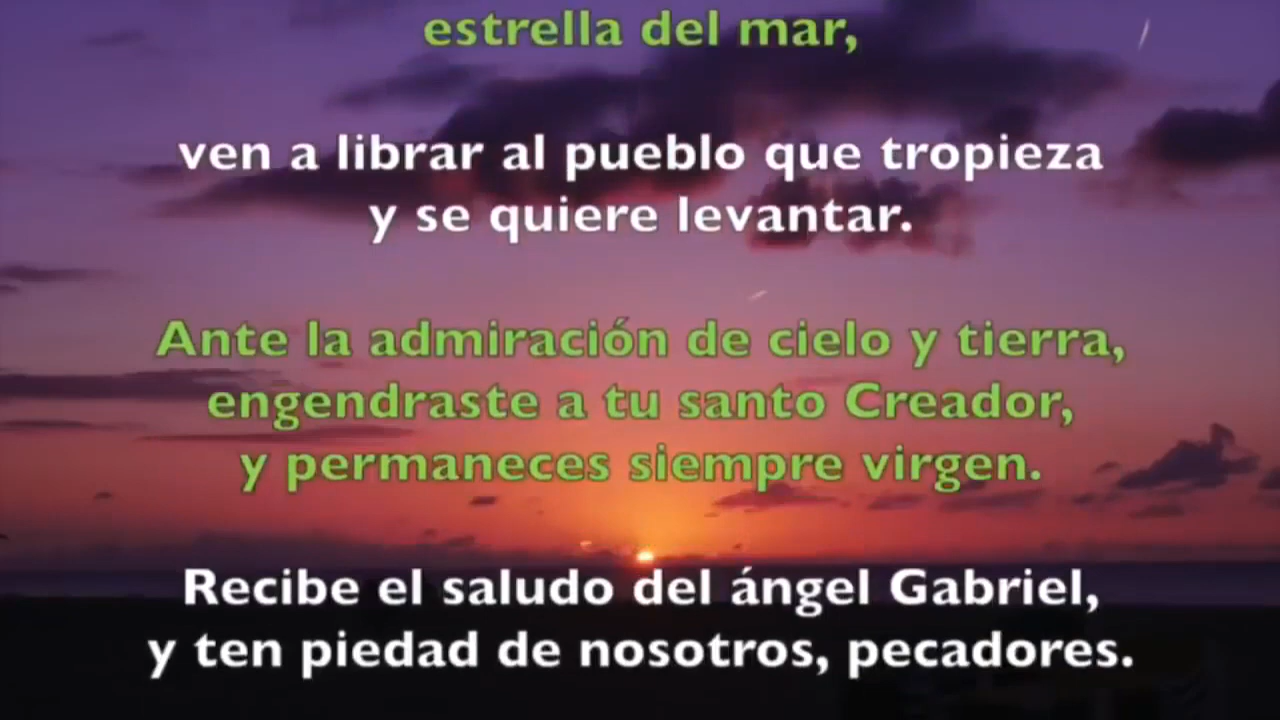 estrella del mar,
ven a librar al pueblo que tropieza
y se quiere levantar.
Ante la admiración de cielo y tierra,
engendraste a tu santo Creador,
y permaneces siempre virgen.
Recibe el saludo del ángel Gabriel,
y ten piedad de nosotros, pecadores.